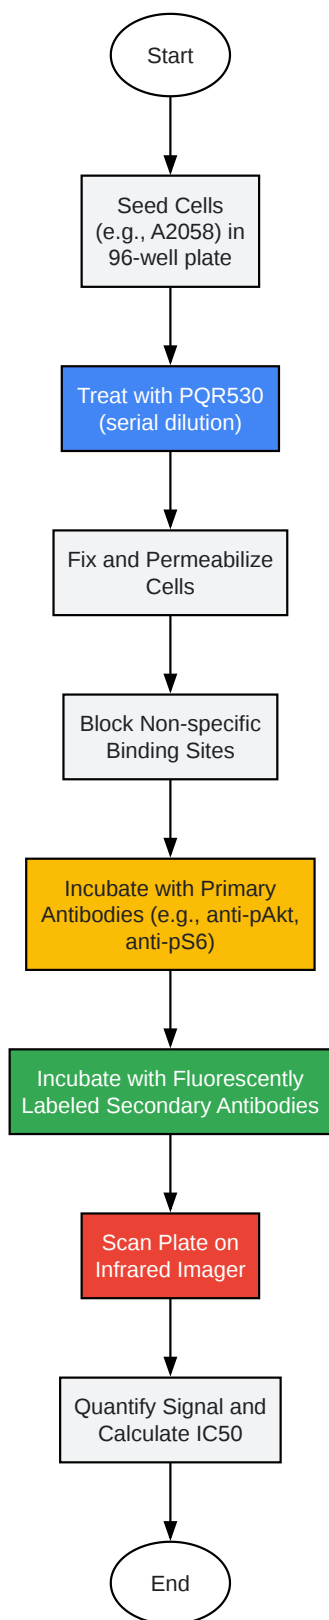 Start
Seed Cells
(e.g., A2058) in
96-well plate
Treat with PQR530
(serial dilution)
Fix and Permeabilize
Cells
Block Non-specific
Binding Sites
Incubate with Primary
Antibodies (e.g., anti-pAkt,
anti-pS6)
Incubate with Fluorescently
Labeled Secondary Antibodies
Scan Plate on
Infrared Imager
Quantify Signal and
Calculate IC50
End